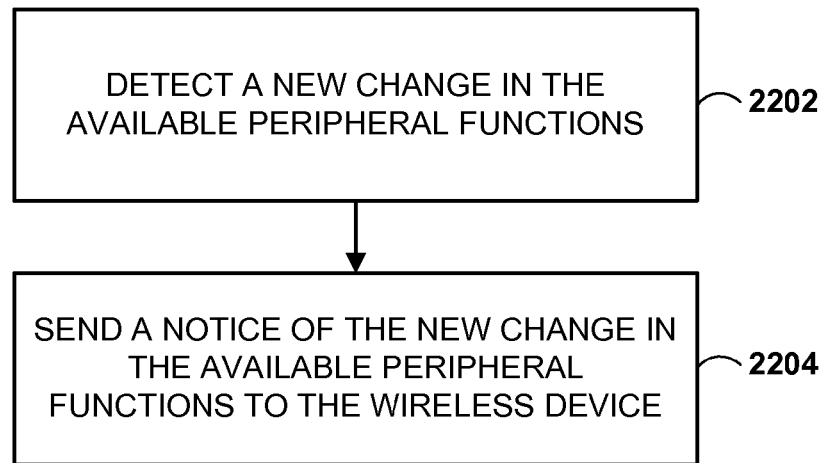 DETECT A NEW CHANGE IN THE
AVAILABLE PERIPHERAL FUNCTIONS
2202
SEND A NOTICE OF THE NEW CHANGE IN
THE AVAILABLE PERIPHERAL
FUNCTIONS TO THE WIRELESS DEVICE
2204